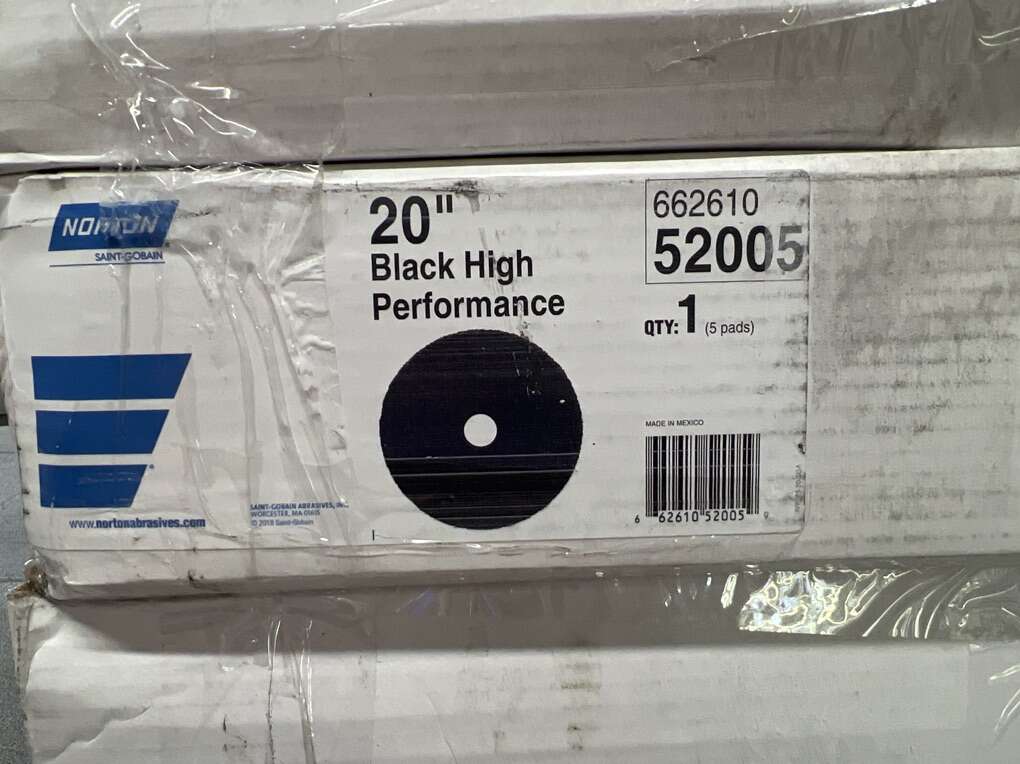 NORTON
SAINT-GOBAIN
www.nortonabrasives.com
SAINT-GOBAIN ABRASIVES, INC.
WORCESTER, MA 01615
© 2018 Saint-Gobain
20"
Black High
Performance
662610
52005
QTY: 1 (5 pads)
MADE IN MEXICO
6 62610 52005 9